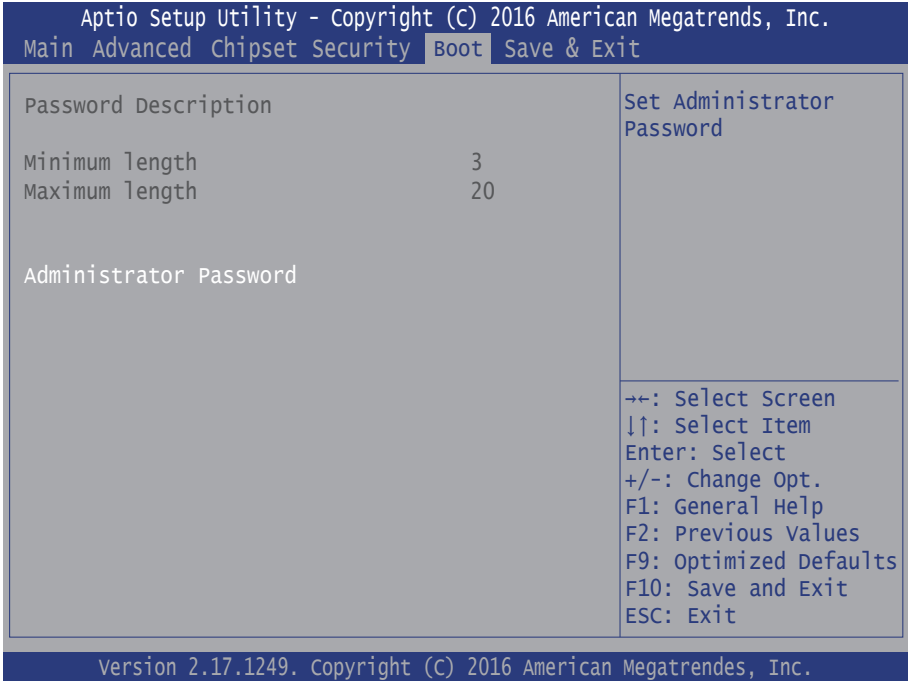 Aptio Setup Utility - Copyright (C) 2016 American Megatrends, Inc.
Main Advanced Chipset Security Boot Save & Exit
Password Description
Minimum length 3
Maximum length 20
Administrator Password
Set Administrator
Password
→←: Select Screen
↓↑: Select Item
Enter: Select
+/-: Change Opt.
F1: General Help
F2: Previous Values
F9: Optimized Defaults
F10: Save and Exit
ESC: Exit
Version 2.17.1249. Copyright (C) 2016 American Megatrendes, Inc.